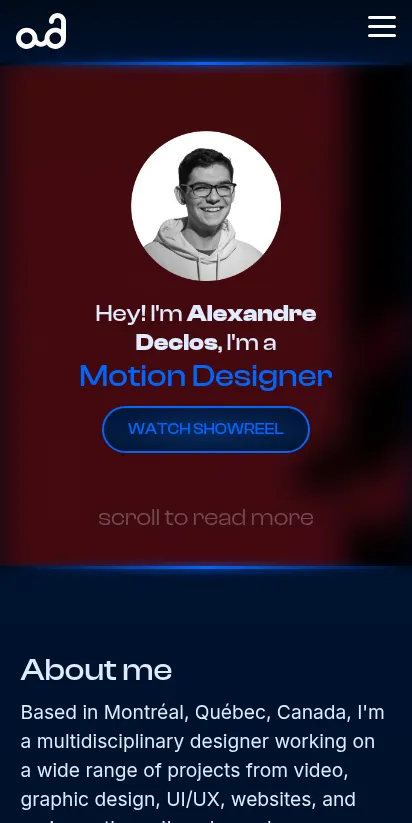 Hey! I'm Alexandre
Declos, I'm a
Motion Designer
WATCH SHOWREEL
scroll to read more
About me
Based in Montréal, Québec, Canada, I'm
a multidisciplinary designer working on
a wide range of projects from video,
graphic design, UI/UX, websites, and